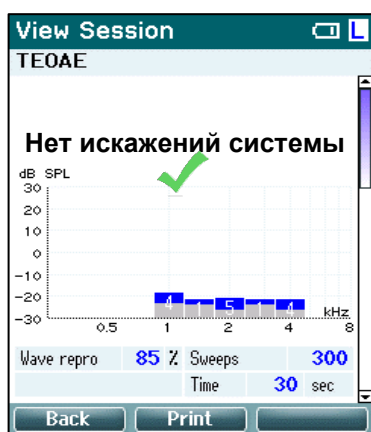 View Session L
TEOAE
Нет искажений системы
dB SPL
30
20
10
0
-10
-20
-30
4 1 5 1 4
kHz
0.5 1 2 4 8
Wave repro 85 % Sweeps 300
Time 30 sec
Back Print